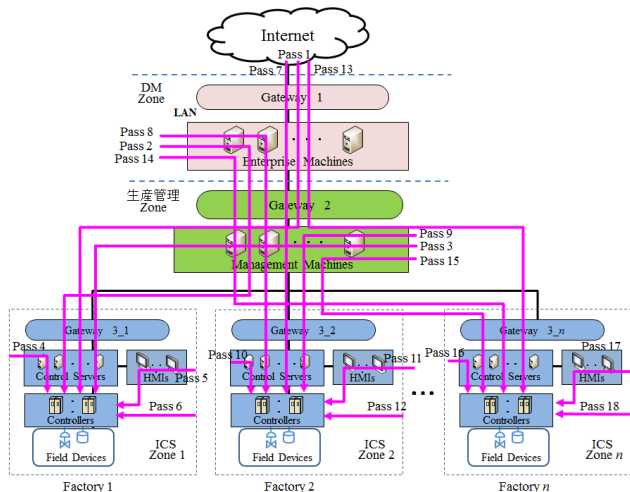 Internet
Pass 1
Pass 7
Pass 13
DM
Zone
Gateway 1
LAN
Pass 8
Pass 2
Pass 14
Enterprise Machines
生産管理
Zone
Gateway 2
Pass 9
Pass 3
Pass 15
Management Machines
Gateway 3_1
Gateway 3_2
Gateway 3_n
Pass 4
Control Servers
HMIs
Pass 5
Pass 6
Controllers
Field Devices
ICS
Zone 1
Factory 1
Pass 10
Control Servers
HMIs
Pass 11
Pass 12
Controllers
Field Devices
ICS
Zone 2
Factory 2
Pass 16
Control Servers
HMIs
Pass 17
Pass 18
Controllers
Field Devices
ICS
Zone n
Factory n